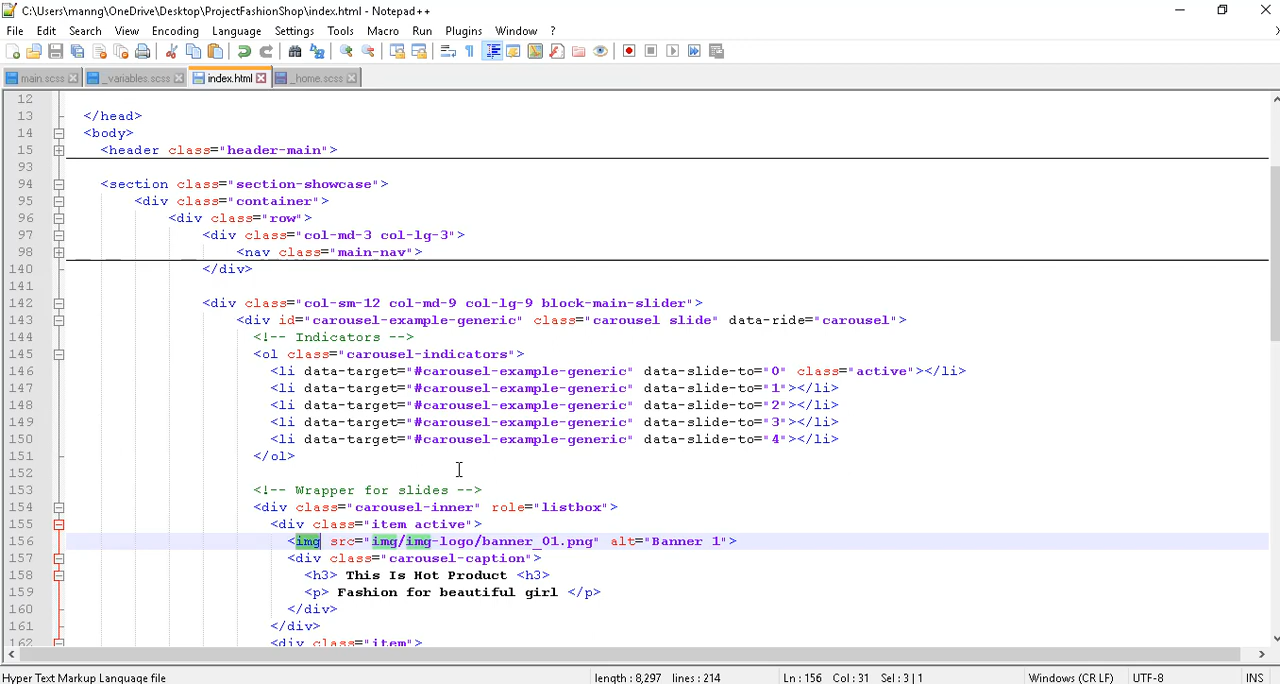 C:\Users\manng\OneDrive\Desktop\ProjectFashionShop\index.html - Notepad++
File Edit Search View Encoding Language Settings Tools Macro Run Plugins Window ?
main.scss _variables.scss index.html _home.scss
12
13 </head>
14 <body>
15 <header class="header-main">
93
94 <section class="section-showcase">
95 <div class="container">
96 <div class="row">
97 <div class="col-md-3 col-lg-3">
98 <nav class="main-nav">
140 </div>
141
142 <div class="col-sm-12 col-md-9 col-lg-9 block-main-slider">
143 <div id="carousel-example-generic" class="carousel slide" data-ride="carousel">
144 <!-- Indicators -->
145 <ol class="carousel-indicators">
146 <li data-target="#carousel-example-generic" data-slide-to="0" class="active"></li>
147 <li data-target="#carousel-example-generic" data-slide-to="1"></li>
148 <li data-target="#carousel-example-generic" data-slide-to="2"></li>
149 <li data-target="#carousel-example-generic" data-slide-to="3"></li>
150 <li data-target="#carousel-example-generic" data-slide-to="4"></li>
151 </ol>
152
153 <!-- Wrapper for slides -->
154 <div class="carousel-inner" role="listbox">
155 <div class="item active">
156 <img src="img/img-logo/banner_01.png" alt="Banner 1">
157 <div class="carousel-caption">
158 <h3> This Is Hot Product <h3>
159 <p> Fashion for beautiful girl </p>
160 </div>
161 </div>
162 <div class="item">
Hyper Text Markup Language file length : 8,297 lines : 214 Ln : 156 Col : 31 Sel : 3 | 1 Windows (CR LF) UTF-8 INS